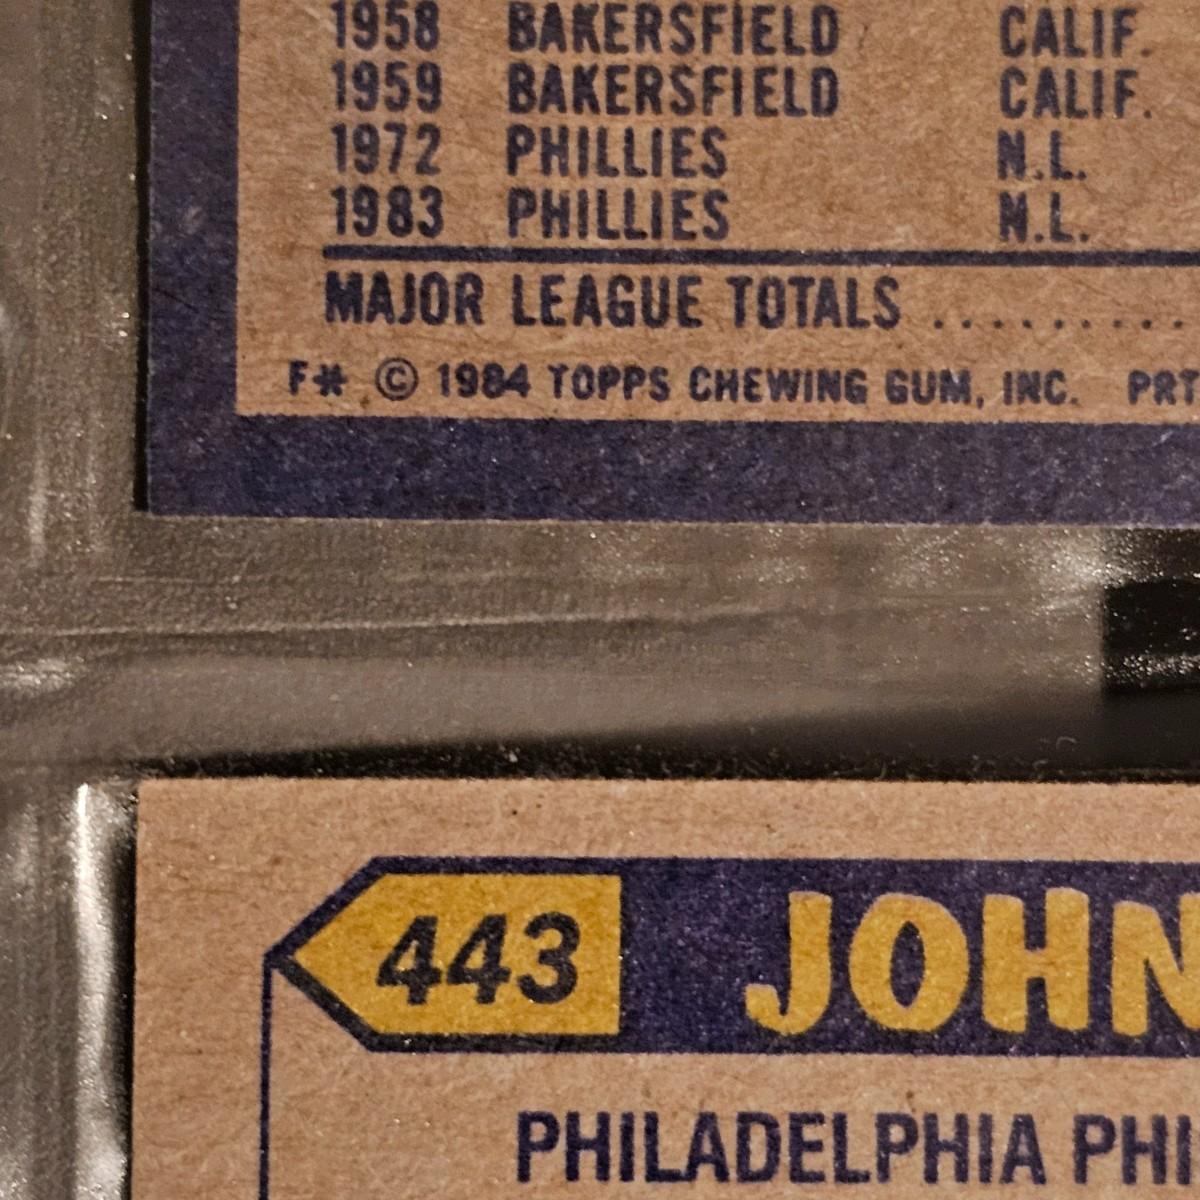 1958 BAKERSFIELD CALIF.
1959 BAKERSFIELD CALIF.
1972 PHILLIES N.L.
1983 PHILLIES N.L.
MAJOR LEAGUE TOTALS ..........
F* © 1984 TOPPS CHEWING GUM, INC. PRT
443 JOHN
PHILADELPHIA PHI